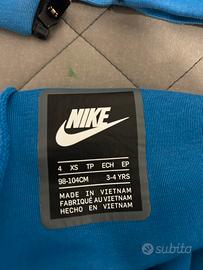 NIKE
4 XS TP ECH EP
98-104CM 3-4 YRS
MADE IN VIETNAM
FABRIQUÉ AU VIETNAM
HECHO EN VIETNAM
subito